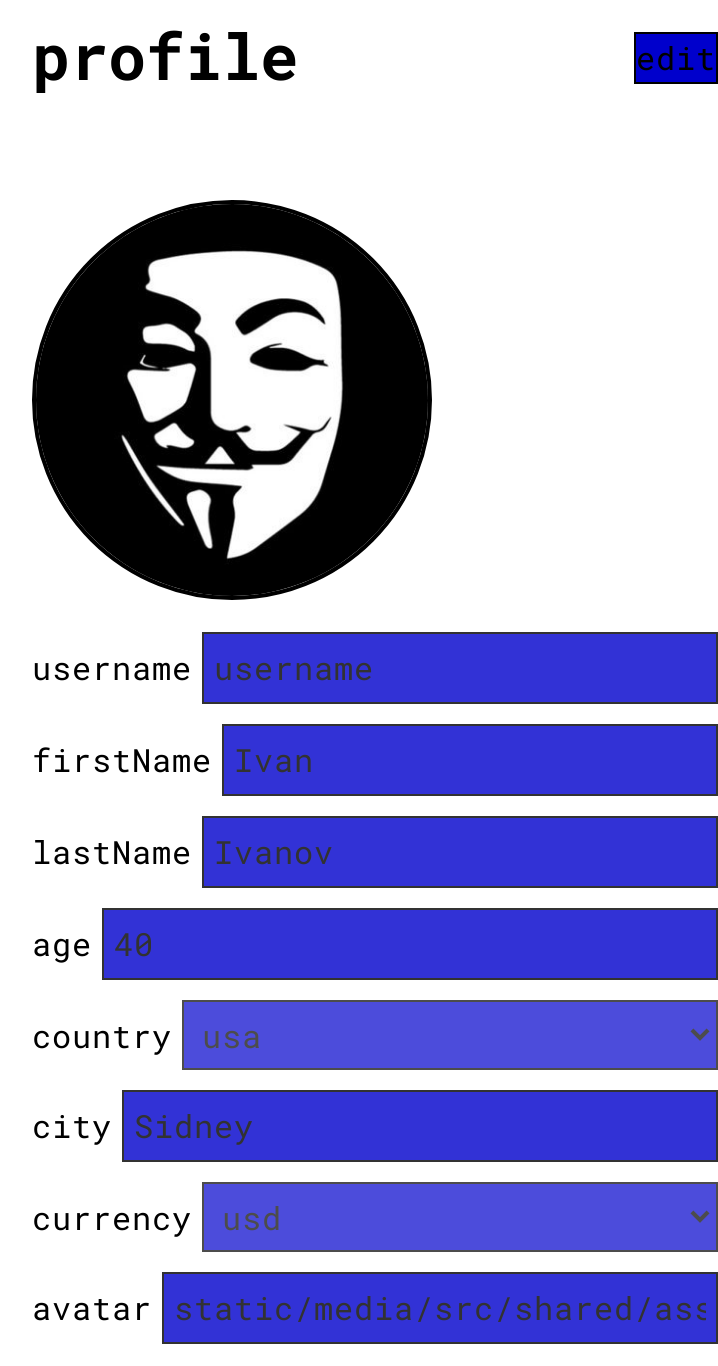 profile edit
username username
firstName Ivan
lastName Ivanov
age 40
country usa
city Sidney
currency usd
avatar static/media/src/shared/ass